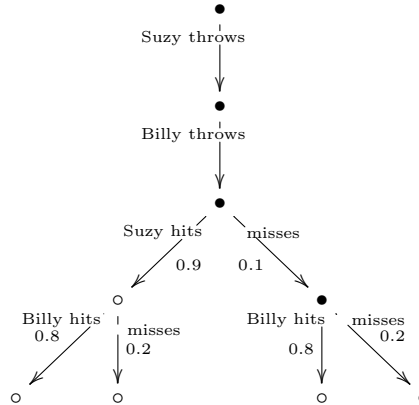 Suzy throws
Billy throws
Suzy hits
misses
0.9
0.1
Billy hits
misses
Billy hits
misses
0.8
0.2
0.8
0.2